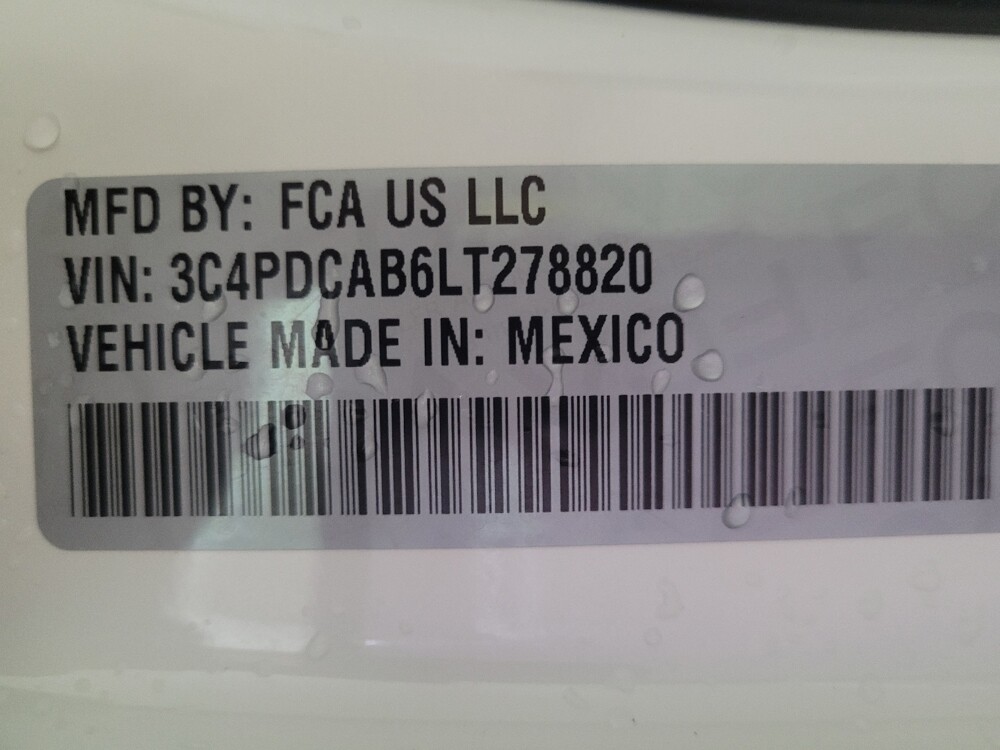 MFD BY: FCA US LLC
VIN: 3C4PDCAB6LT278820
VEHICLE MADE IN: MEXICO